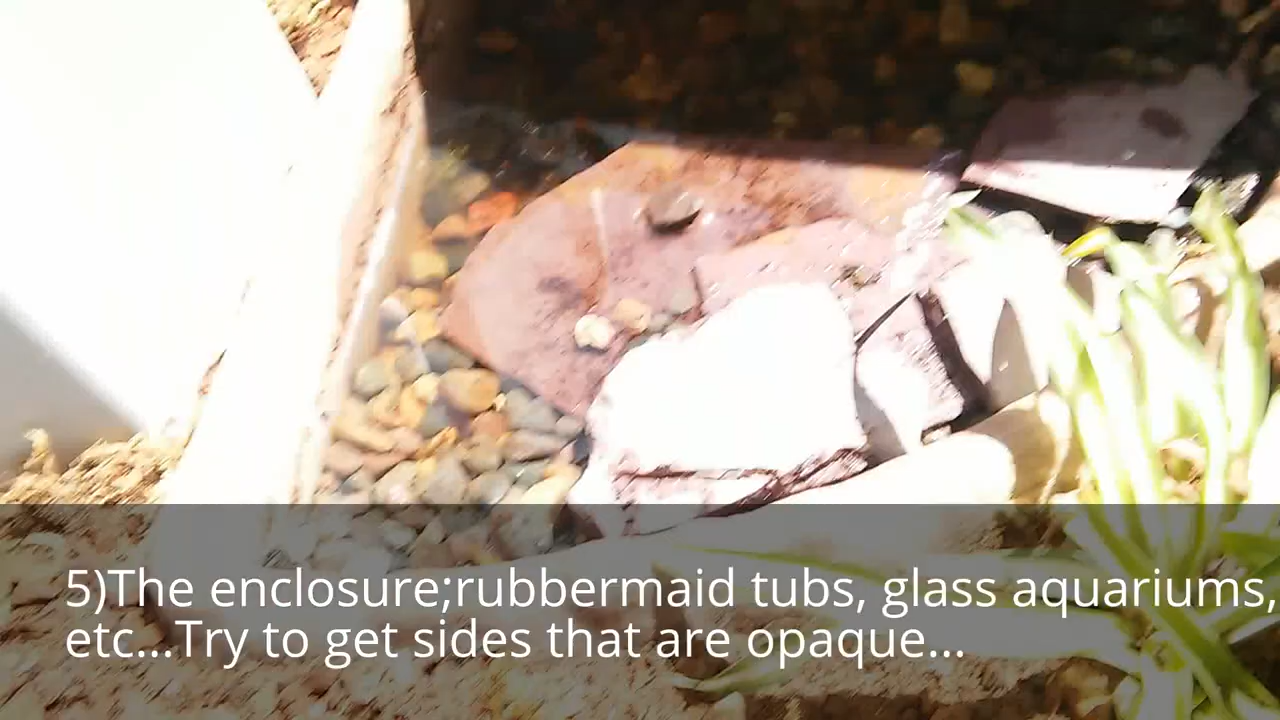 5)The enclosure;rubbermaid tubs, glass aquariums,
etc...Try to get sides that are opaque...